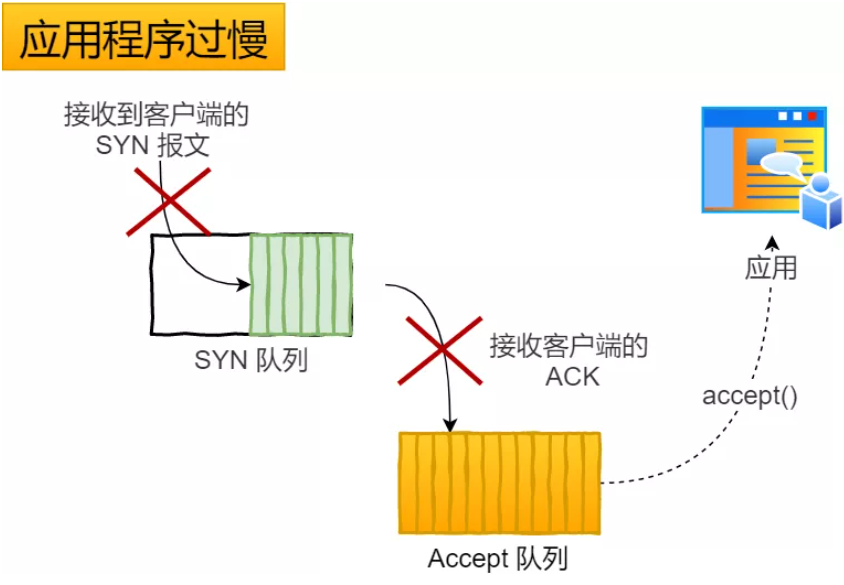 应用程序过慢
接收到客户端的
SYN 报文
SYN 队列
接收客户端的
ACK
应用
accept()
Accept 队列